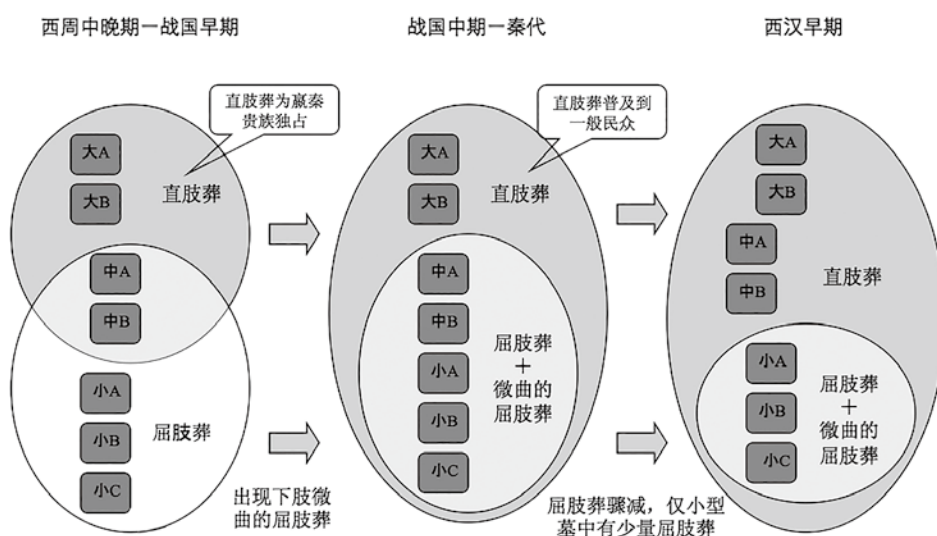 西周中晚期—战国早期
战国中期—秦代
西汉早期
直肢葬为嬴秦
贵族独占
大A
大B
直肢葬
中A
中B
小A
小B
小C
屈肢葬
出现下肢微
曲的屈肢葬
直肢葬普及到
一般民众
大A
大B
直肢葬
中A
中B
小A
小B
小C
屈肢葬
+
微曲的
屈肢葬
屈肢葬骤减，仅小型
墓中有少量屈肢葬
大A
大B
中A
中B
直肢葬
小A
小B
小C
屈肢葬
+
微曲的
屈肢葬